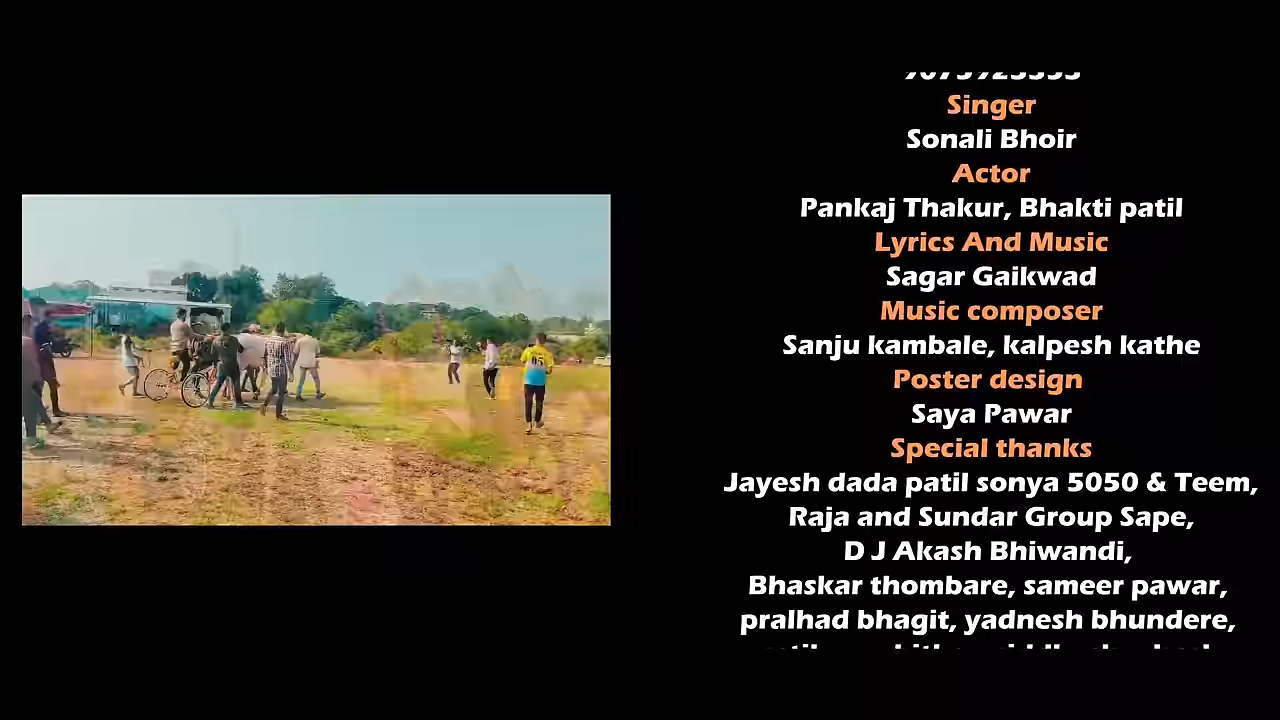 Singer
Sonali Bhoir
Actor
Pankaj Thakur, Bhakti patil
Lyrics And Music
Sagar Gaikwad
Music composer
Sanju kambale, kalpesh kathe
Poster design
Saya Pawar
Special thanks
Jayesh dada patil sonya 5050 & Teem,
Raja and Sundar Group Sape,
D J Akash Bhiwandi,
Bhaskar thombare, sameer pawar,
pralhad bhagit, yadnesh bhundere,
05